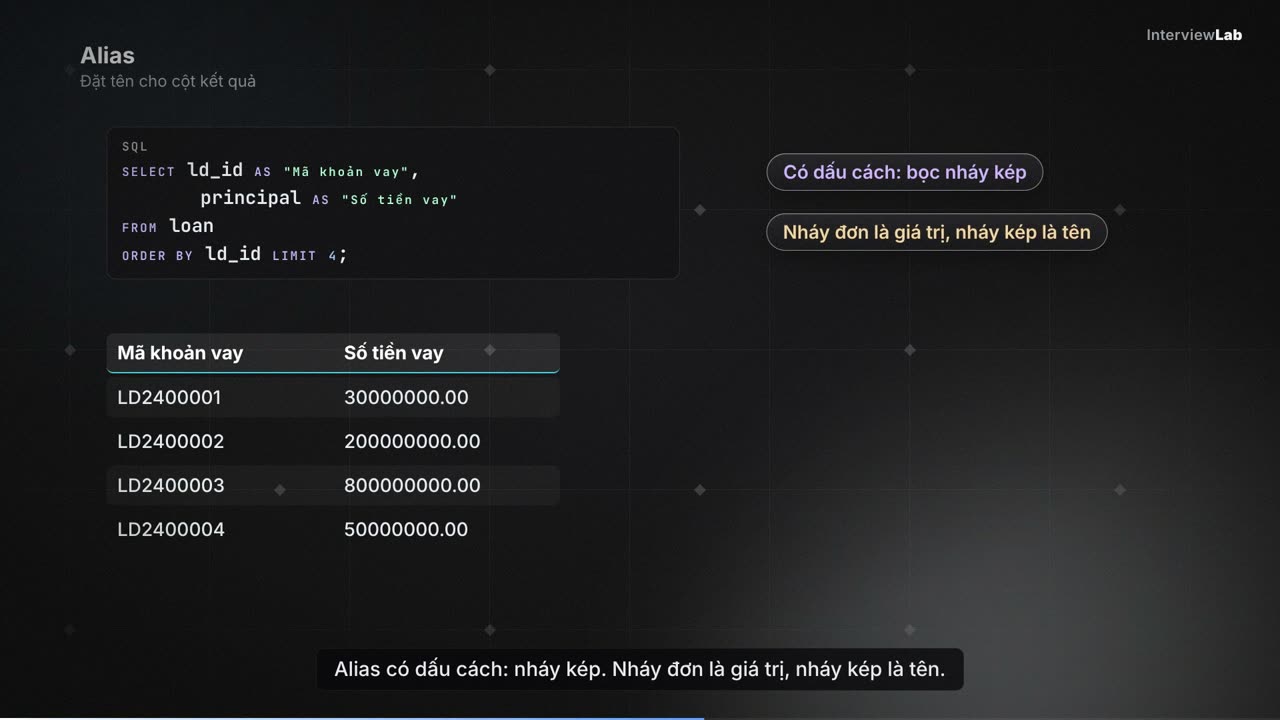 InterviewLab
Alias
Đặt tên cho cột kết quả
SQL
SELECT ld_id AS "Mã khoản vay",
principal AS "Số tiền vay"
FROM loan
ORDER BY ld_id LIMIT 4;
Có dấu cách: bọc nháy kép
Nháy đơn là giá trị, nháy kép là tên
Mã khoản vay Số tiền vay
LD2400001 30000000.00
LD2400002 200000000.00
LD2400003 800000000.00
LD2400004 50000000.00
Alias có dấu cách: nháy kép. Nháy đơn là giá trị, nháy kép là tên.